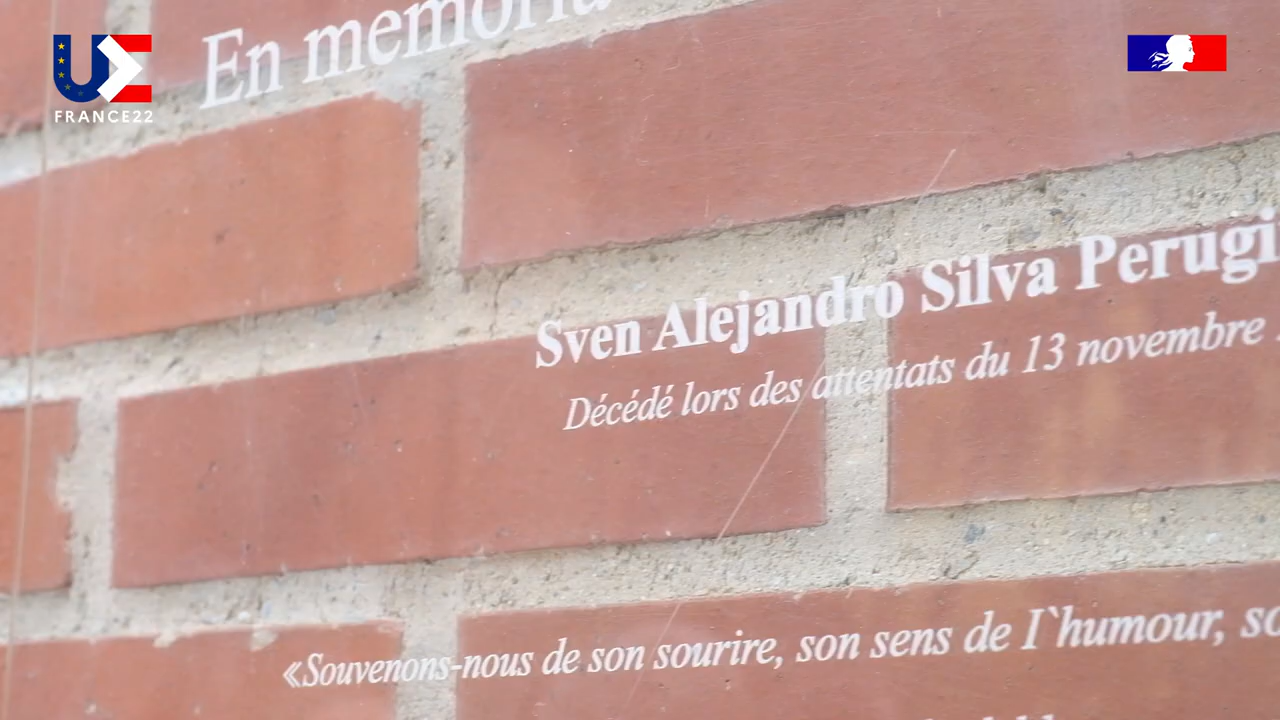 UE
FRANCE22
En memoria
Sven Alejandro Silva Perugi
Décédé lors des attentats du 13 novembre
«Souvenons-nous de son sourire, son sens de I`humour, so